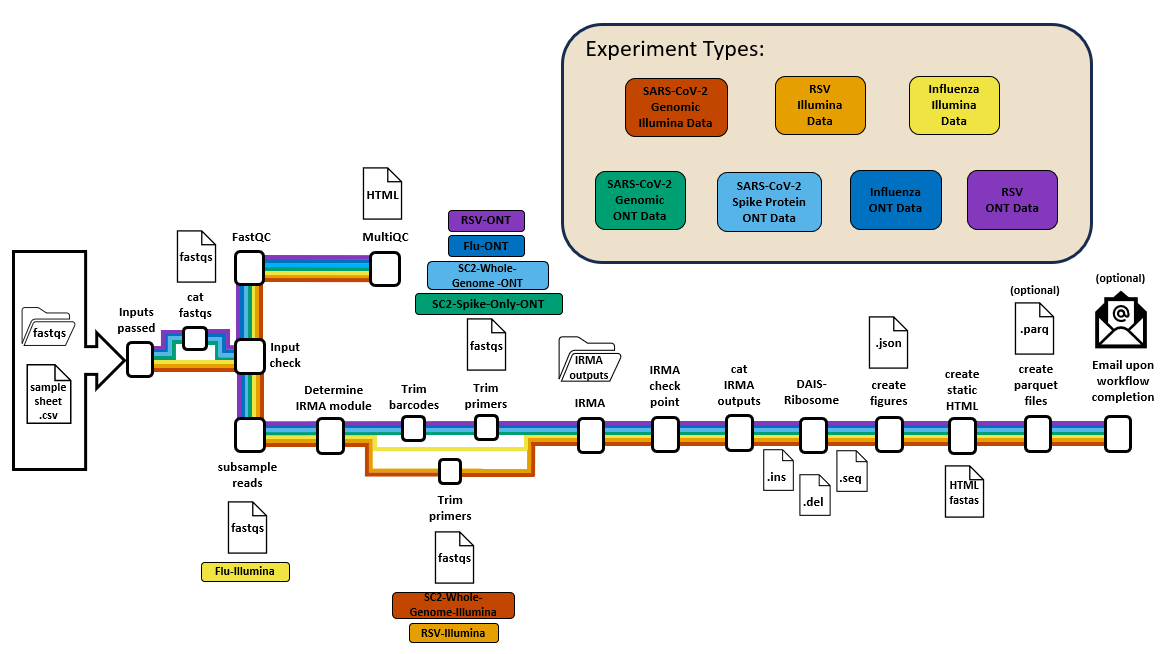 Experiment Types:
SARS-CoV-2
Genomic
Illumina Data
RSV
Illumina
Data
Influenza
Illumina
Data
SARS-CoV-2
Genomic
ONT Data
SARS-CoV-2
Spike Protein
ONT Data
Influenza
ONT Data
RSV
ONT Data
fastqs
sample
sheet
.csv
Inputs
passed
fastqs
cat
fastqs
FastQC
HTML
MultiQC
Input
check
subsample
reads
fastqs
Flu-Illumina
Determine
IRMA module
Trim
barcodes
RSV-ONT
Flu-ONT
SC2-Whole-
Genome -ONT
SC2-Spike-Only-ONT
fastqs
Trim
primers
Trim
primers
fastqs
SC2-Whole-
Genome-Illumina
RSV-Illumina
IRMA
outputs
IRMA
IRMA
check
point
cat
IRMA
outputs
DAIS-
Ribosome
.ins
.del
.seq
.json
create
figures
create
static
HTML
HTML
fastas
(optional)
.parq
create
parquet
files
(optional)
@
Email upon
workflow
completion